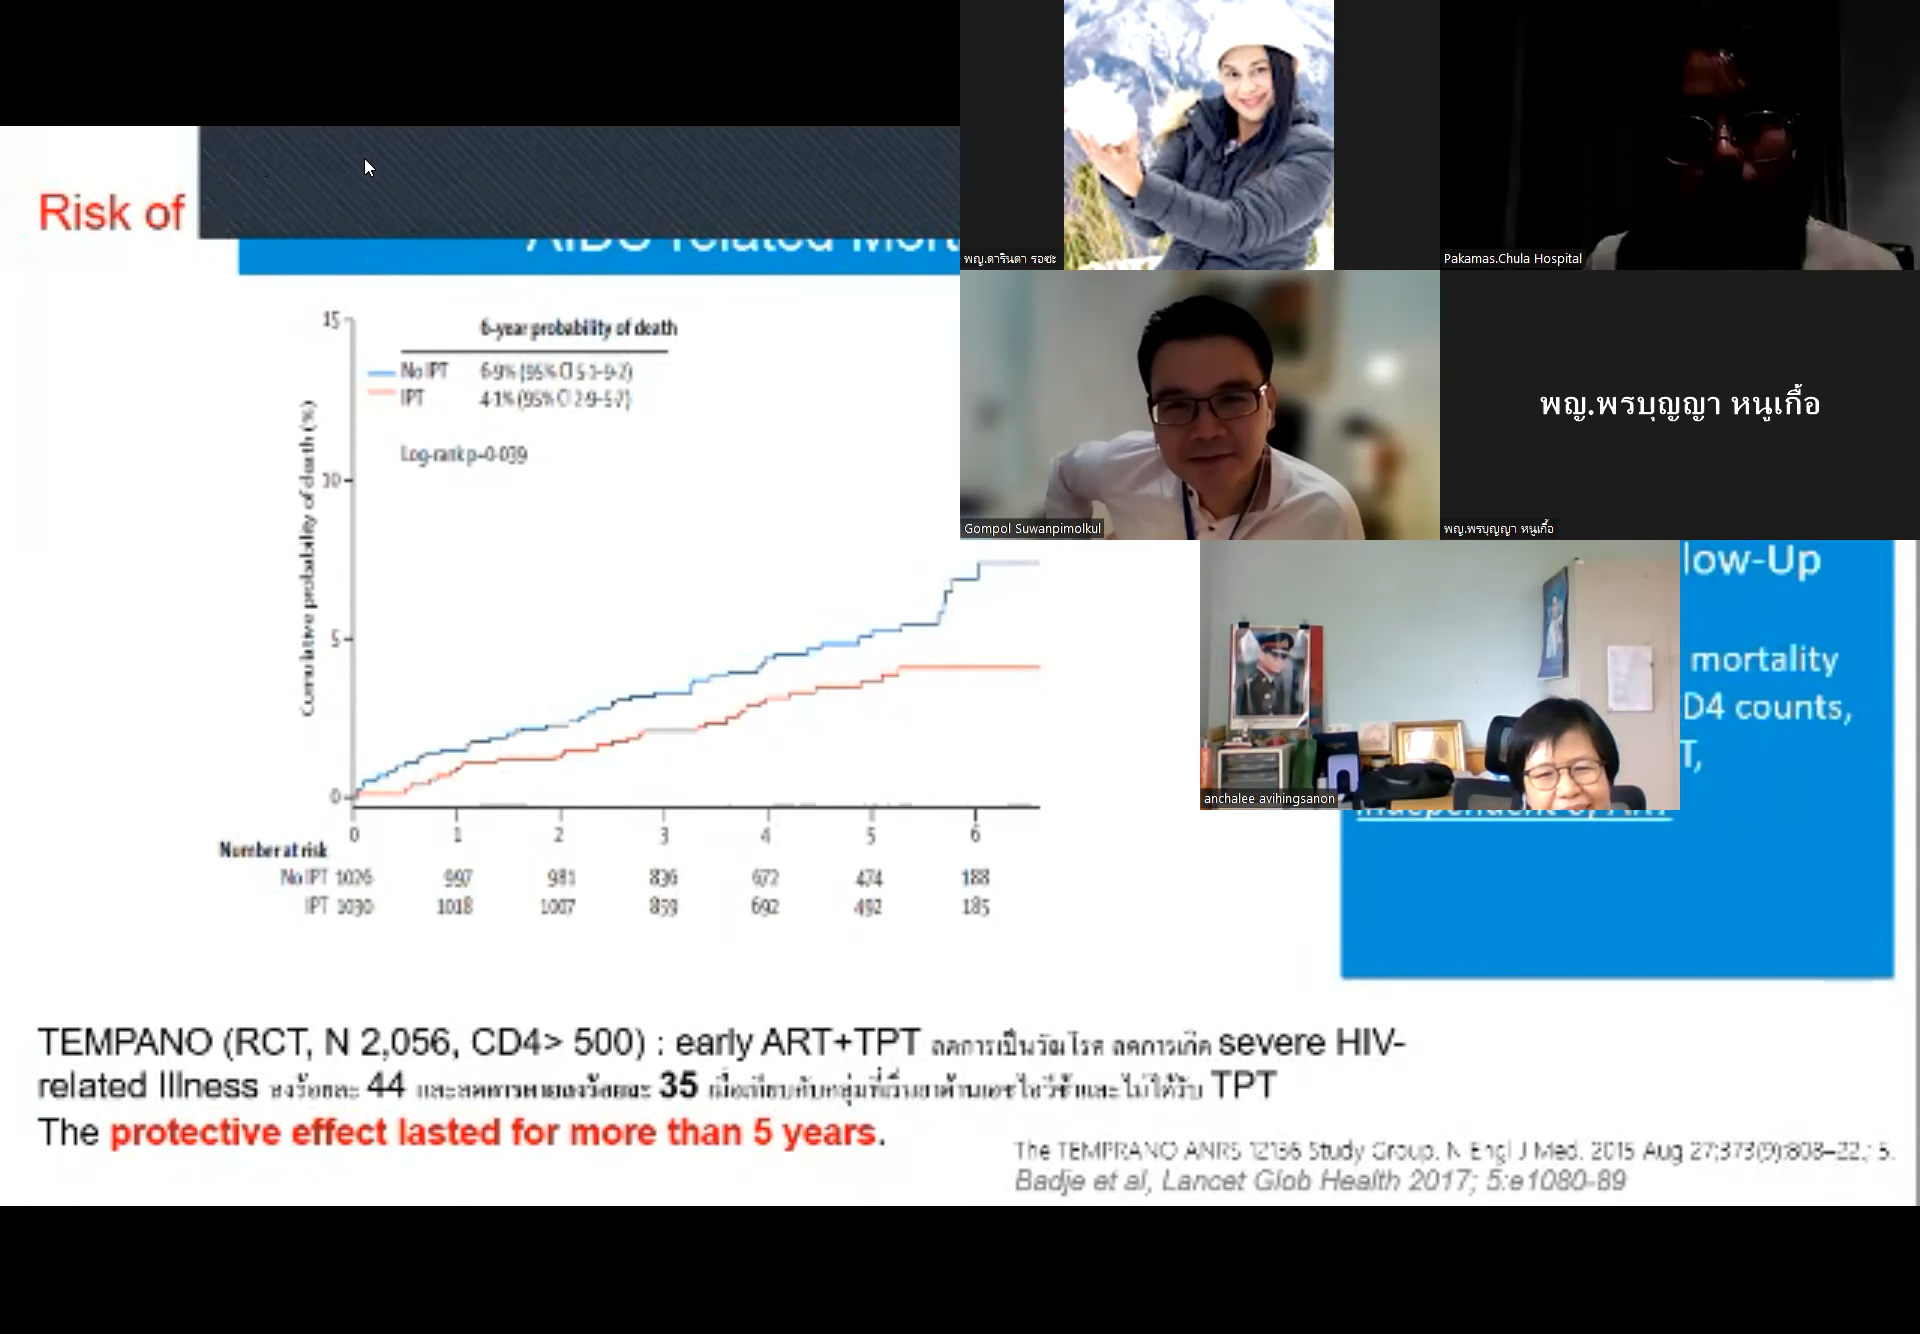 Risk of
AIDS-related Mort
พญ.ดารินดา รอซะ
Pakamas.Chula Hospital
Gompol Suwanpimolkul
พญ.พรบุญญา หนูเกื้อ
พญ.พรบุญญา หนูเกื้อ
anchalee avihingsanon
low-Up
mortality
D4 counts,
T,
independent of ART
Cumulative probability of death (%)
15
10
5
0
6-year probability of death
No IPT 6·9% (95% CI 5·1–9·2)
IPT 4·1% (95% CI 2·9–5·7)
Log-rank p=0·039
0 1 2 3 4 5 6
Number at risk
No IPT 1026 997 981 836 672 474 188
IPT 1030 1018 1007 859 692 492 185
TEMPANO (RCT, N 2,056, CD4> 500) : early ART+TPT ลดการเป็นวัณโรค ลดการเกิด severe HIV-
related Illness ลงร้อยละ 44 และลดการตายลงร้อยละ 35 เมื่อเทียบกับกลุ่มที่เริ่มยาต้านเอชไอวีช้าและไม่ได้รับ TPT
The protective effect lasted for more than 5 years.
The TEMPRANO ANRS 12136 Study Group. N Engl J Med. 2015 Aug 27;373(9):808–22.; 5.
Badje et al, Lancet Glob Health 2017; 5:e1080-89